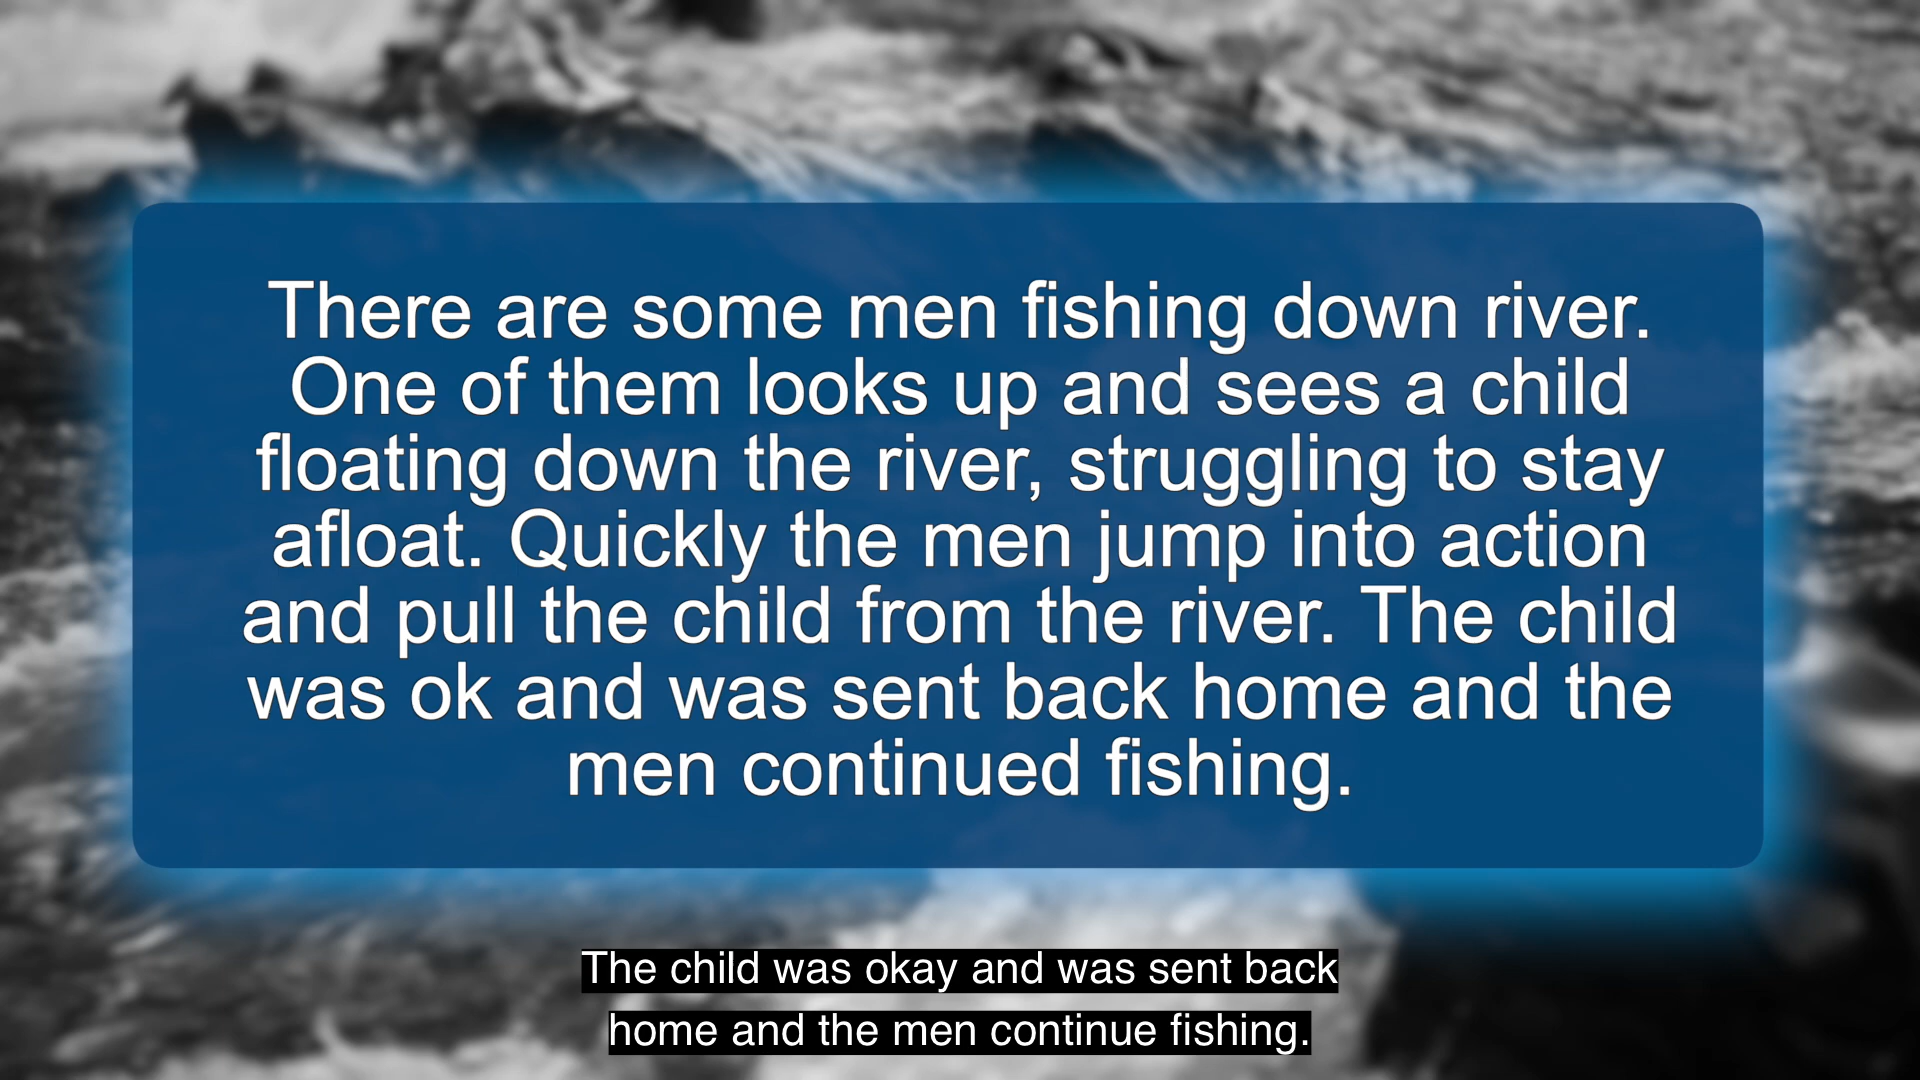 There are some men fishing down river.
One of them looks up and sees a child
floating down the river, struggling to stay
afloat. Quickly the men jump into action
and pull the child from the river. The child
was ok and was sent back home and the
men continued fishing.
The child was okay and was sent back
home and the men continue fishing.